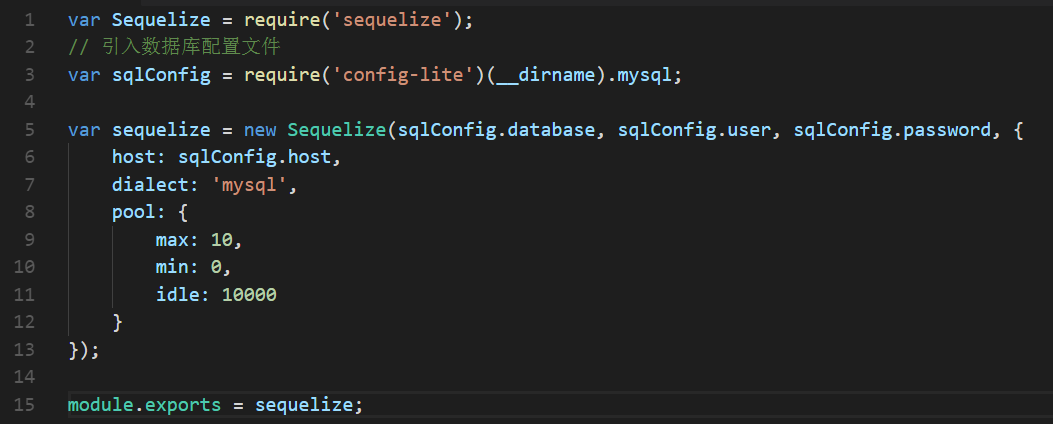 1 var Sequelize = require('sequelize');
2 // 引入数据库配置文件
3 var sqlConfig = require('config-lite')(__dirname).mysql;
4
5 var sequelize = new Sequelize(sqlConfig.database, sqlConfig.user, sqlConfig.password, {
6     host: sqlConfig.host,
7     dialect: 'mysql',
8     pool: {
9         max: 10,
10         min: 0,
11         idle: 10000
12     }
13 });
14
15 module.exports = sequelize;